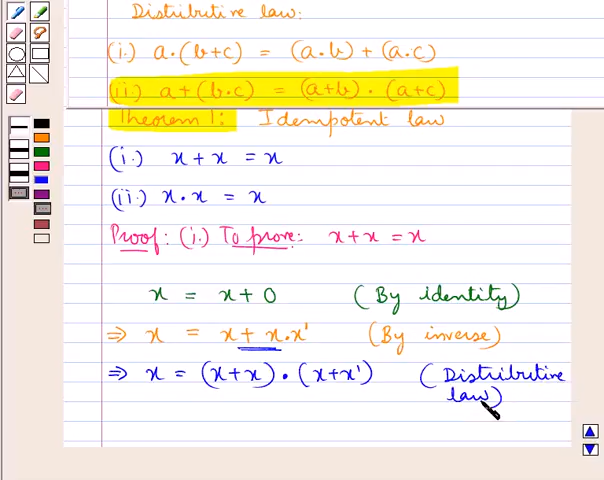 Distributive law:
(i.) a·(b+c) = (a·b)+(a·c)
(ii.) a+(b·c) = (a+b)·(a+c)
Theorem 1: Idempotent law
(i.) x+x = x
(ii.) x·x = x
Proof: (i.) To prove: x+x = x
x = x+0 (By identity)
⇒ x = x+x·x' (By inverse)
⇒ x = (x+x)·(x+x') (Distributive
law)